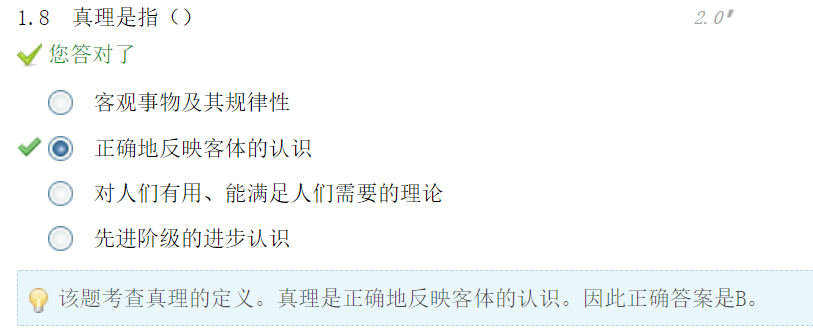 1.8 真理是指（） 2.0'
您答对了
客观事物及其规律性
正确地反映客体的认识
对人们有用、能满足人们需要的理论
先进阶级的进步认识
该题考查真理的定义。真理是正确地反映客体的认识。因此正确答案是B。